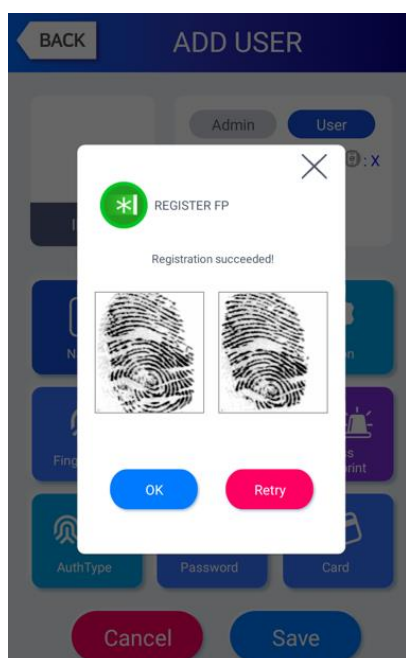 BACK
ADD USER
Admin
User
: X
REGISTER FP
Registration succeeded!
OK
Retry
AuthType
Password
Card
Cancel
Save